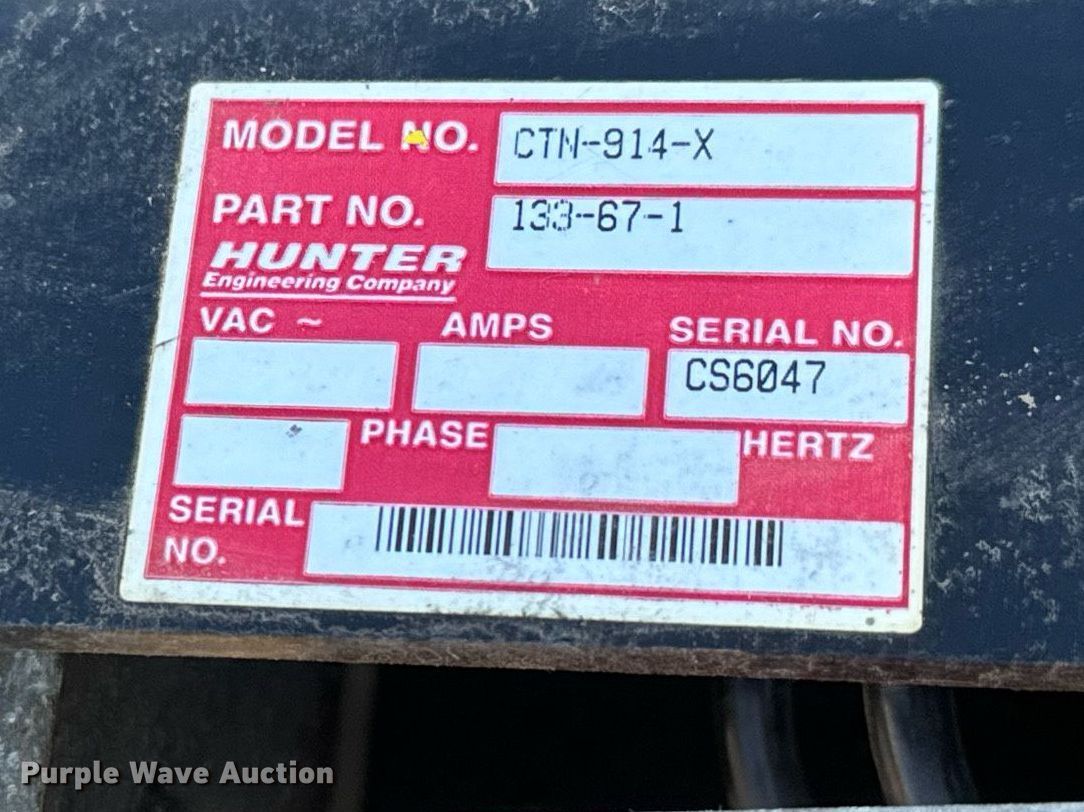 MODEL NO. CTN-914-X
PART NO. 133-67-1
HUNTER
Engineering Company
VAC ~ AMPS SERIAL NO.
CS6047
PHASE HERTZ
SERIAL
NO.
Purple Wave Auction